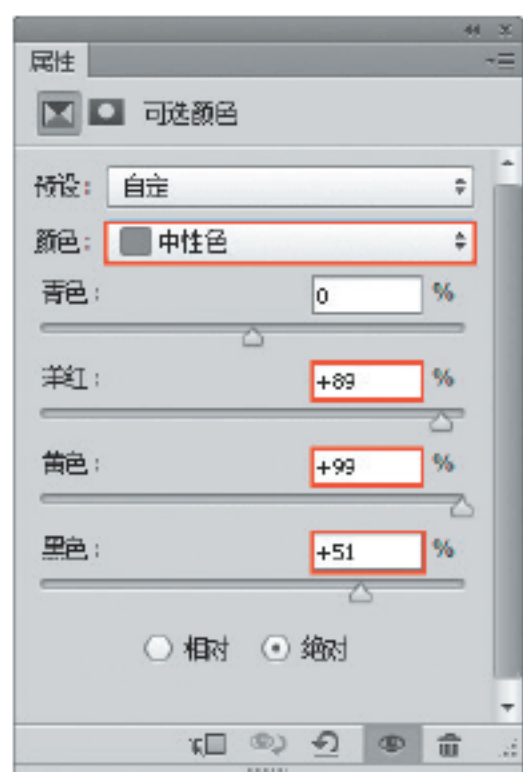 属性
可选颜色
预设： 自定
颜色： 中性色
青色： 0 %
洋红： +89 %
黄色： +99 %
黑色： +51 %
相对 绝对